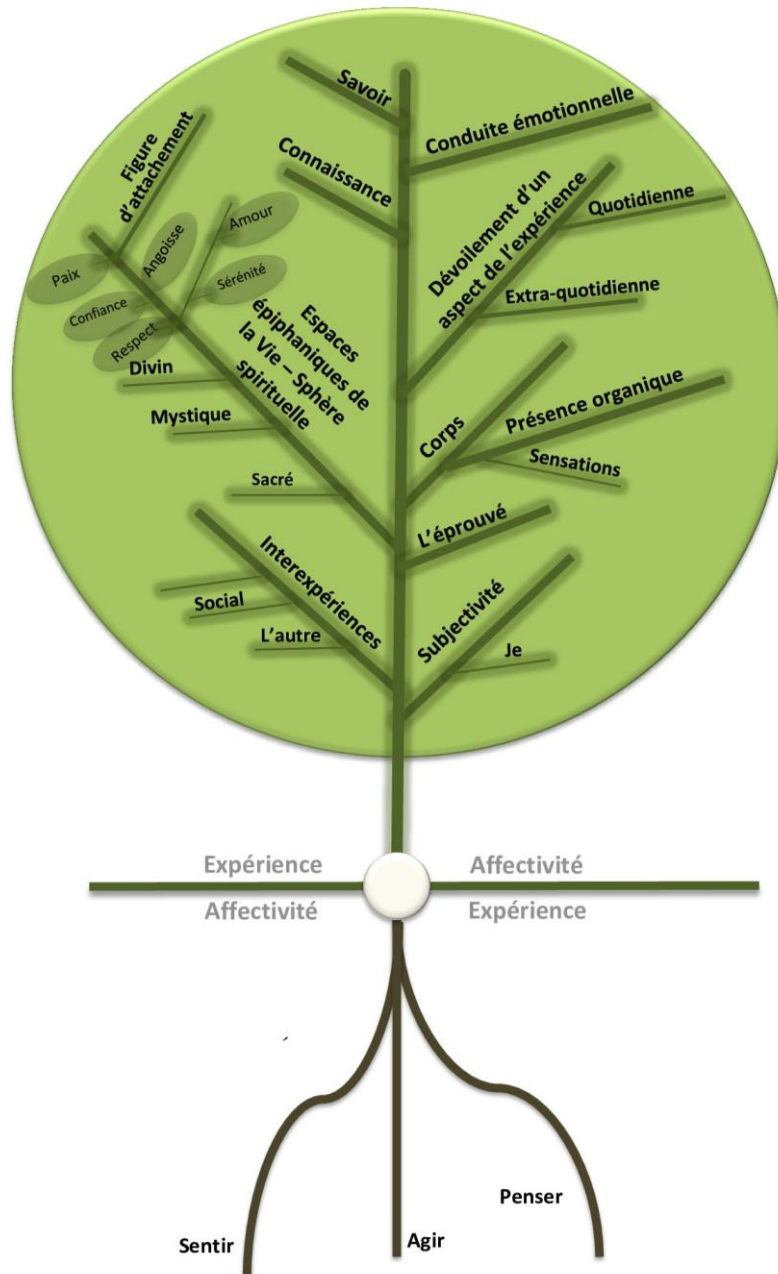 Savoir
Conduite émotionnelle
Connaissance
Figure
d'attachement
Dévoilement d'un
aspect de l'expérience
Quotidienne
Extra-quotidienne
Amour
Angoisse
Paix
Sérénité
Confiance
Respect
Espaces
épiphaniques de
la Vie – Sphère
spirituelle
Divin
Mystique
Sacré
Corps
Présence organique
Sensations
L'éprouvé
Interexpériences
Social
L'autre
Subjectivité
Je
Expérience
Affectivité
Affectivité
Expérience
Penser
Sentir
Agir